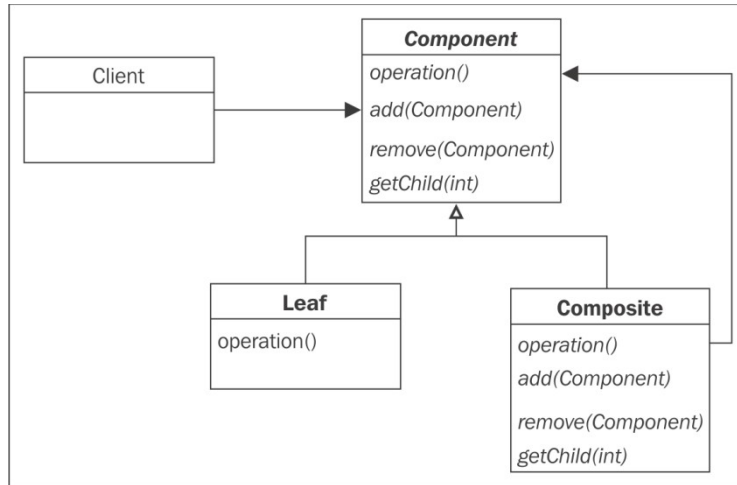 Client
Component
operation()
add(Component)
remove(Component)
getChild(int)
Leaf
operation()
Composite
operation()
add(Component)
remove(Component)
getChild(int)